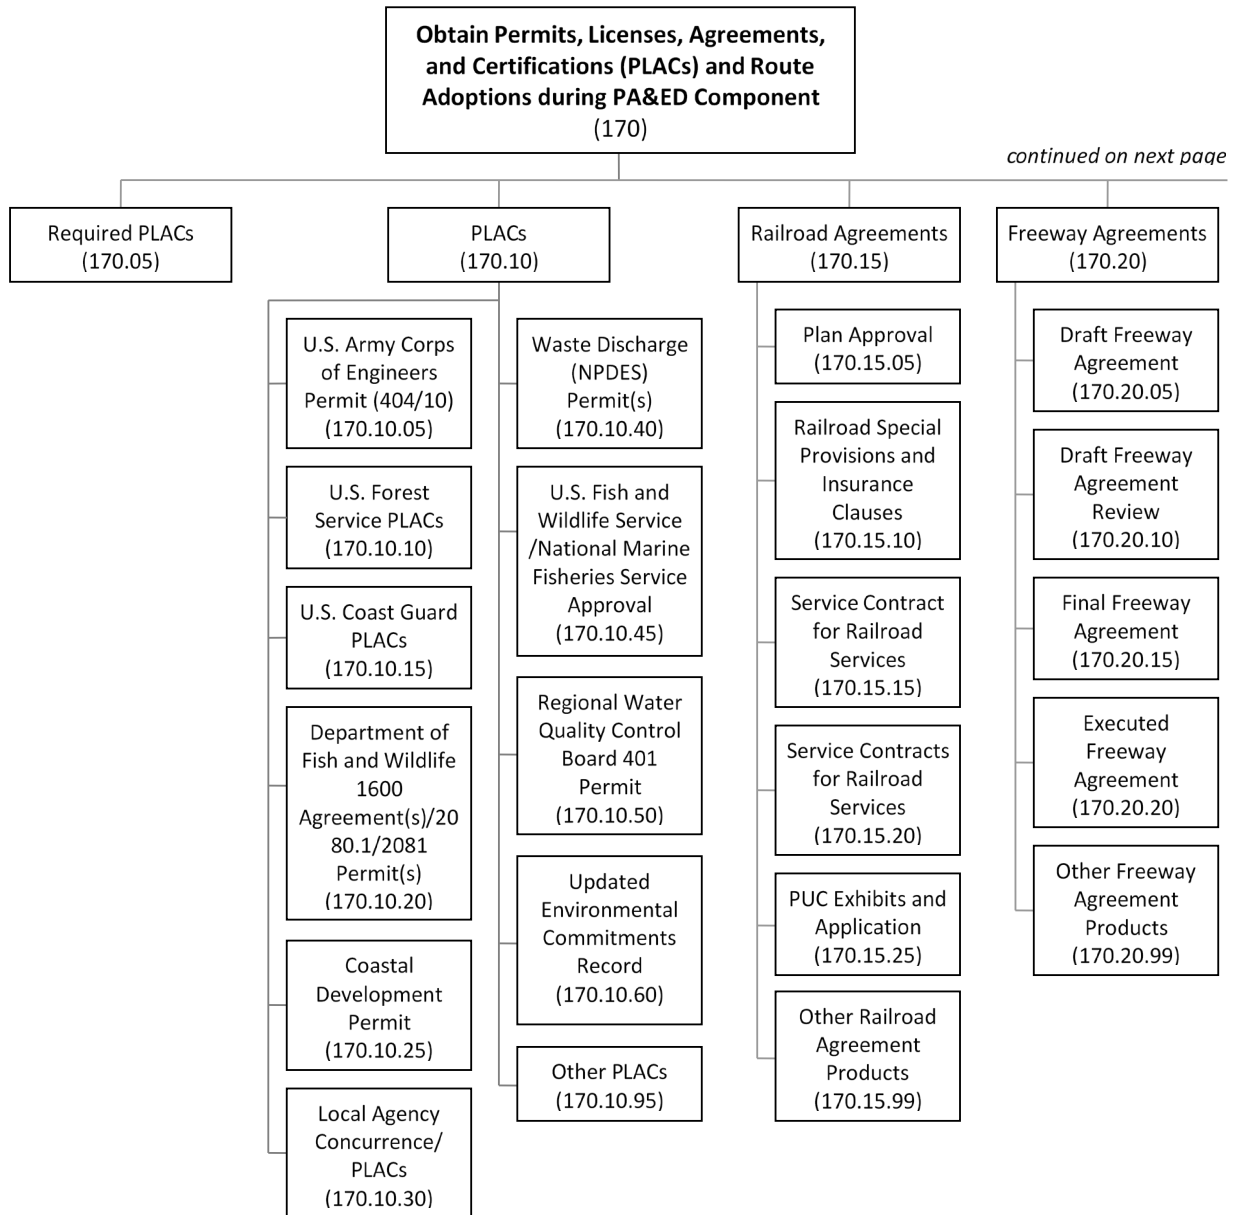 Obtain Permits, Licenses, Agreements,
and Certifications (PLACs) and Route
Adoptions during PA&ED Component
(170)
continued on next page
Required PLACs
(170.05)
PLACs
(170.10)
Railroad Agreements
(170.15)
Freeway Agreements
(170.20)
U.S. Army Corps
of Engineers
Permit (404/10)
(170.10.05)
U.S. Forest
Service PLACs
(170.10.10)
U.S. Coast Guard
PLACs
(170.10.15)
Department of
Fish and Wildlife
1600
Agreement(s)/20
80.1/2081
Permit(s)
(170.10.20)
Coastal
Development
Permit
(170.10.25)
Local Agency
Concurrence/
PLACs
(170.10.30)
Waste Discharge
(NPDES)
Permit(s)
(170.10.40)
U.S. Fish and
Wildlife Service
/National Marine
Fisheries Service
Approval
(170.10.45)
Regional Water
Quality Control
Board 401
Permit
(170.10.50)
Updated
Environmental
Commitments
Record
(170.10.60)
Other PLACs
(170.10.95)
Plan Approval
(170.15.05)
Railroad Special
Provisions and
Insurance
Clauses
(170.15.10)
Service Contract
for Railroad
Services
(170.15.15)
Service Contracts
for Railroad
Services
(170.15.20)
PUC Exhibits and
Application
(170.15.25)
Other Railroad
Agreement
Products
(170.15.99)
Draft Freeway
Agreement
(170.20.05)
Draft Freeway
Agreement
Review
(170.20.10)
Final Freeway
Agreement
(170.20.15)
Executed
Freeway
Agreement
(170.20.20)
Other Freeway
Agreement
Products
(170.20.99)